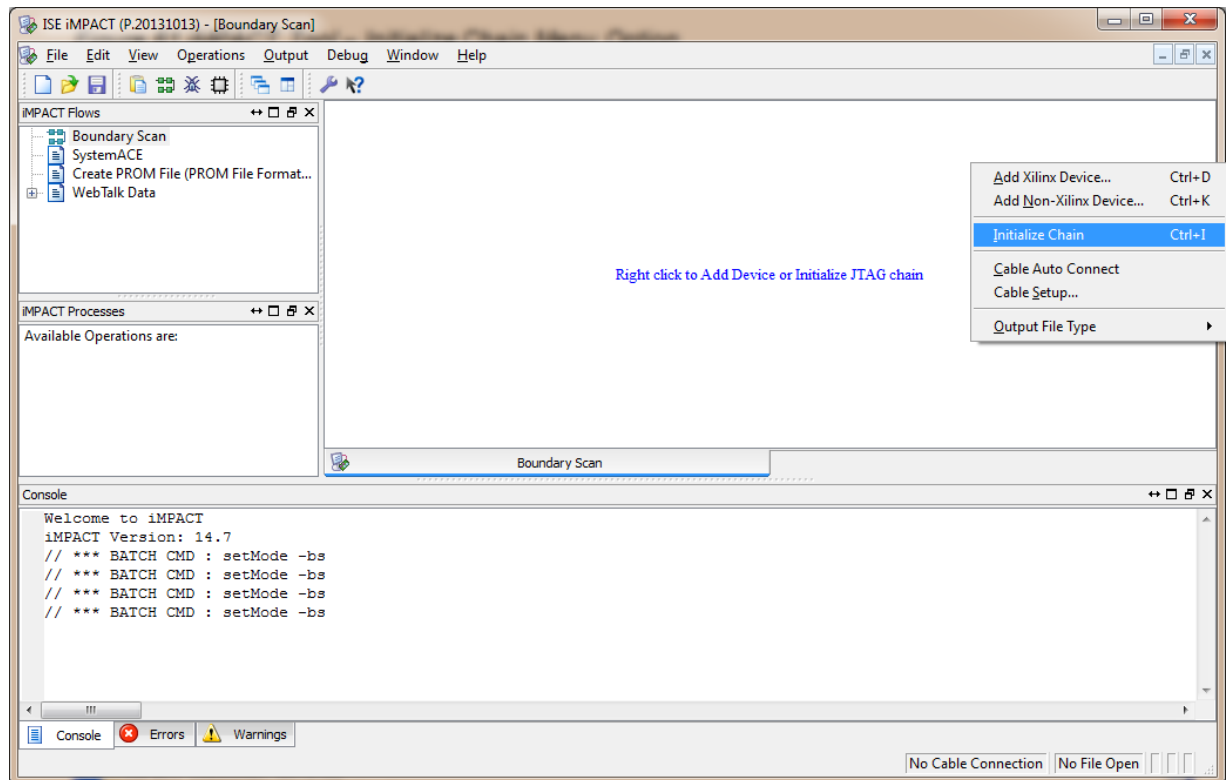 ISE iMPACT (P.20131013) - [Boundary Scan]
File Edit View Operations Output Debug Window Help
iMPACT Flows
Boundary Scan
SystemACE
Create PROM File (PROM File Format...
WebTalk Data
iMPACT Processes
Available Operations are:
Right click to Add Device or Initialize JTAG chain
Add Xilinx Device... Ctrl+D
Add Non-Xilinx Device... Ctrl+K
Initialize Chain Ctrl+I
Cable Auto Connect
Cable Setup...
Output File Type
Boundary Scan
Console
Welcome to iMPACT
iMPACT Version: 14.7
// *** BATCH CMD : setMode -bs
// *** BATCH CMD : setMode -bs
// *** BATCH CMD : setMode -bs
// *** BATCH CMD : setMode -bs
Console Errors Warnings
No Cable Connection No File Open